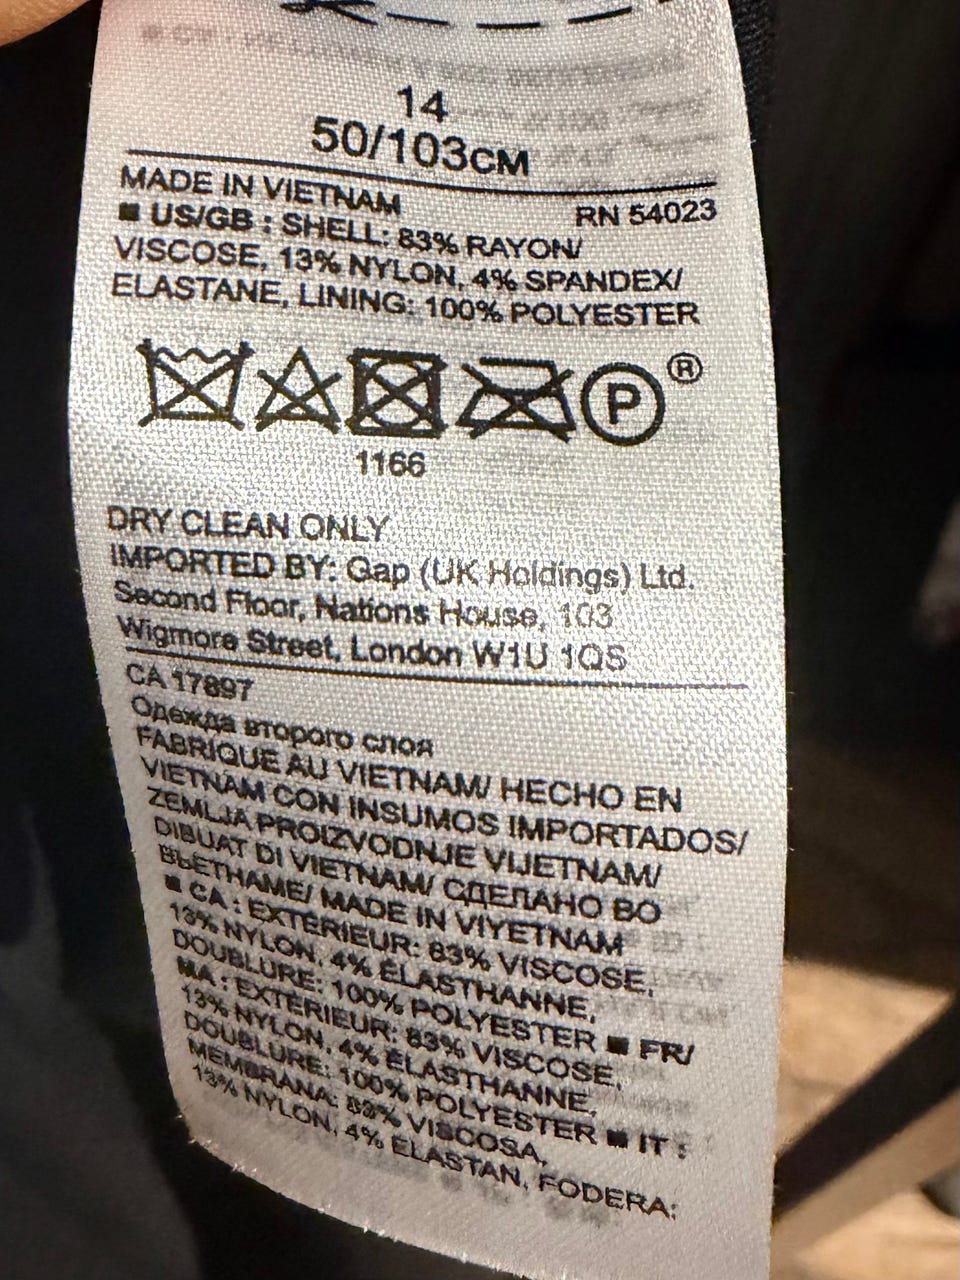 14
50/103CM
MADE IN VIETNAM
RN 54023
■ US/GB : SHELL: 83% RAYON/
VISCOSE, 13% NYLON, 4% SPANDEX/
ELASTANE, LINING: 100% POLYESTER
P ®
1166
DRY CLEAN ONLY
IMPORTED BY: Gap (UK Holdings) Ltd.
Second Floor, Nations House, 103
Wigmore Street, London W1U 1QS
CA 17897
Одежда второго слоя
FABRIQUE AU VIETNAM/ HECHO EN
VIETNAM CON INSUMOS IMPORTADOS/
ZEMLJA PROIZVODNJE VIJETNAM/
DIBUAT DI VIETNAM/ СДЕЛАНО ВО
ВЬЕТНАМЕ/ MADE IN VIYETNAM
■ CA : EXTÉRIEUR: 83% VISCOSE,
13% NYLON, 4% ÉLASTHANNE,
DOUBLURE: 100% POLYESTER ■ FR/
MA : EXTÉRIEUR: 83% VISCOSE,
13% NYLON, 4% ÉLASTHANNE,
DOUBLURE: 100% POLYESTER ■ IT :
MEMBRANA: 83% VISCOSA,
13% NYLON, 4% ELASTAN, FODERA: